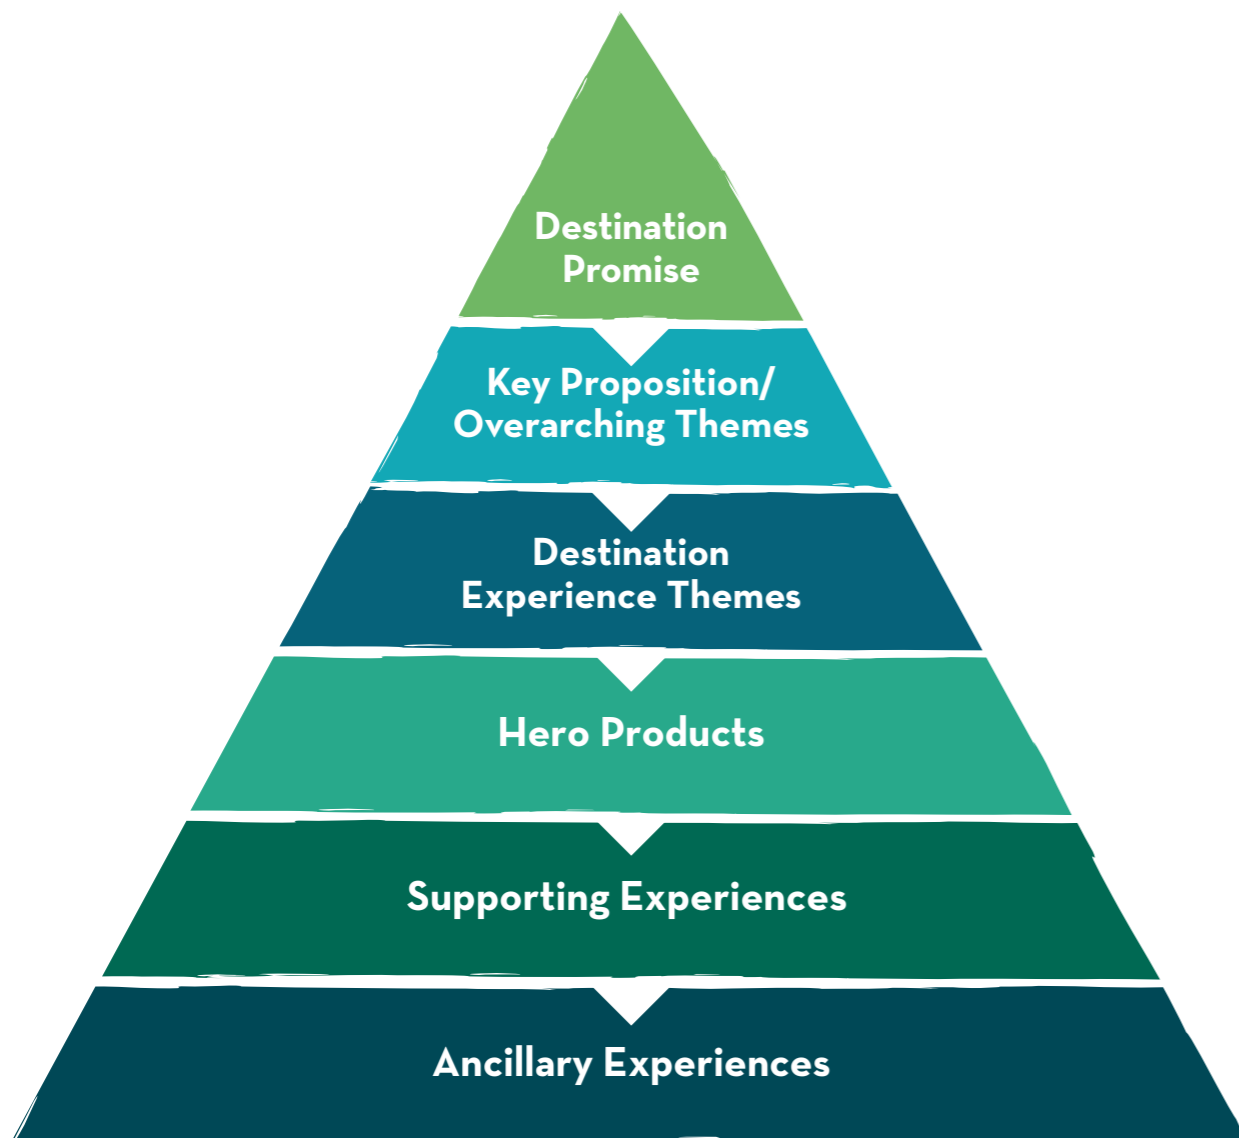 Destination
Promise
Key Proposition/
Overarching Themes
Destination
Experience Themes
Hero Products
Supporting Experiences
Ancillary Experiences